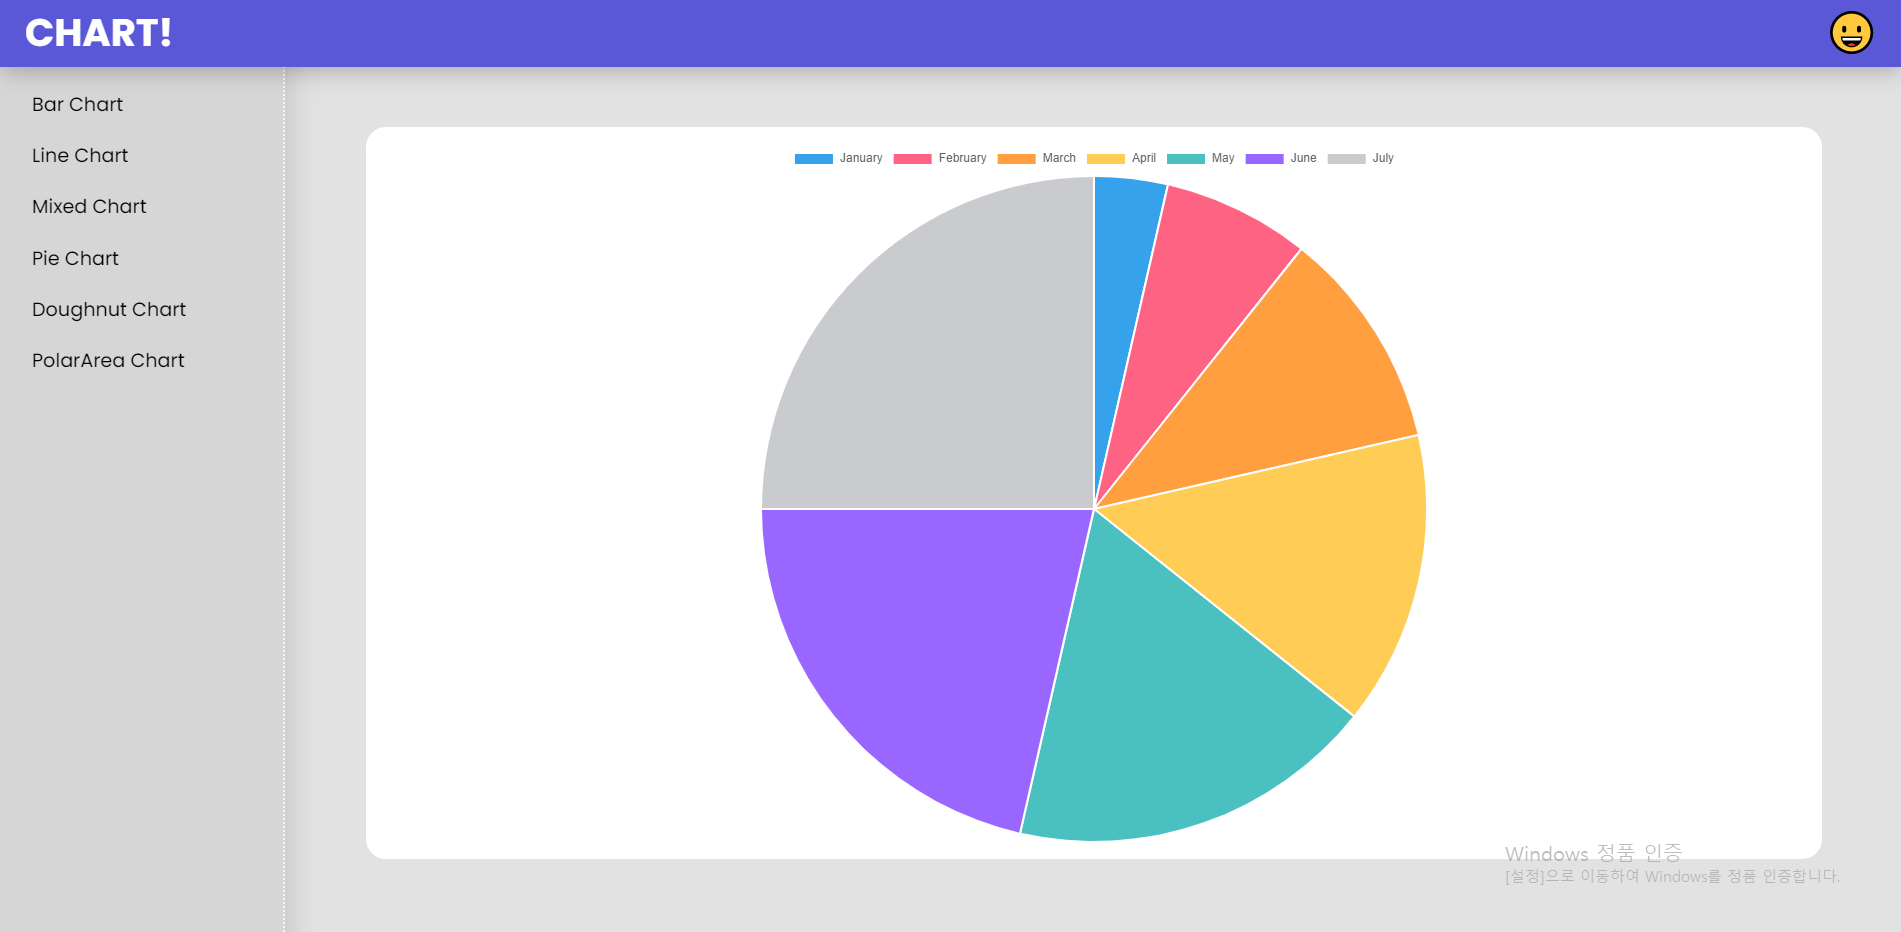 CHART!
Bar Chart
Line Chart
Mixed Chart
Pie Chart
Doughnut Chart
PolarArea Chart
January February March April May June July
Windows 정품 인증
[설정]으로 이동하여 Windows를 정품 인증합니다.